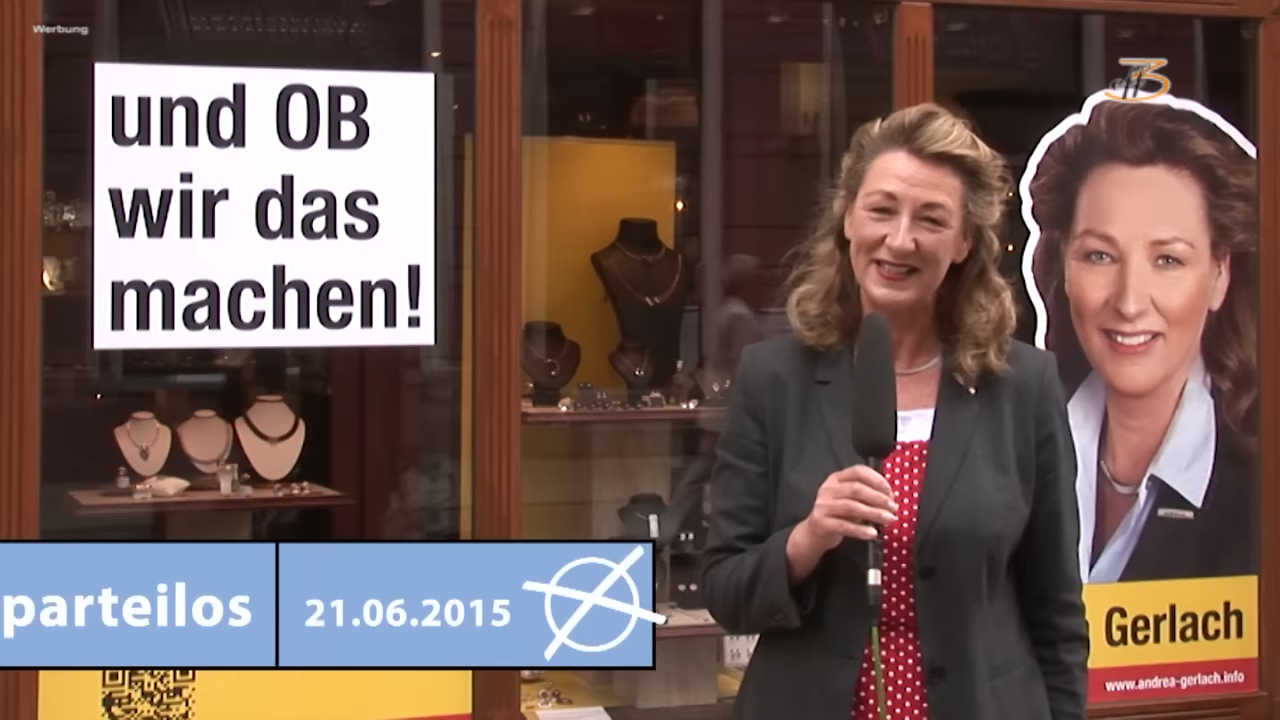 Werbung
und OB
wir das
machen!
parteilos
21.06.2015
Gerlach
www.andrea-gerlach.info